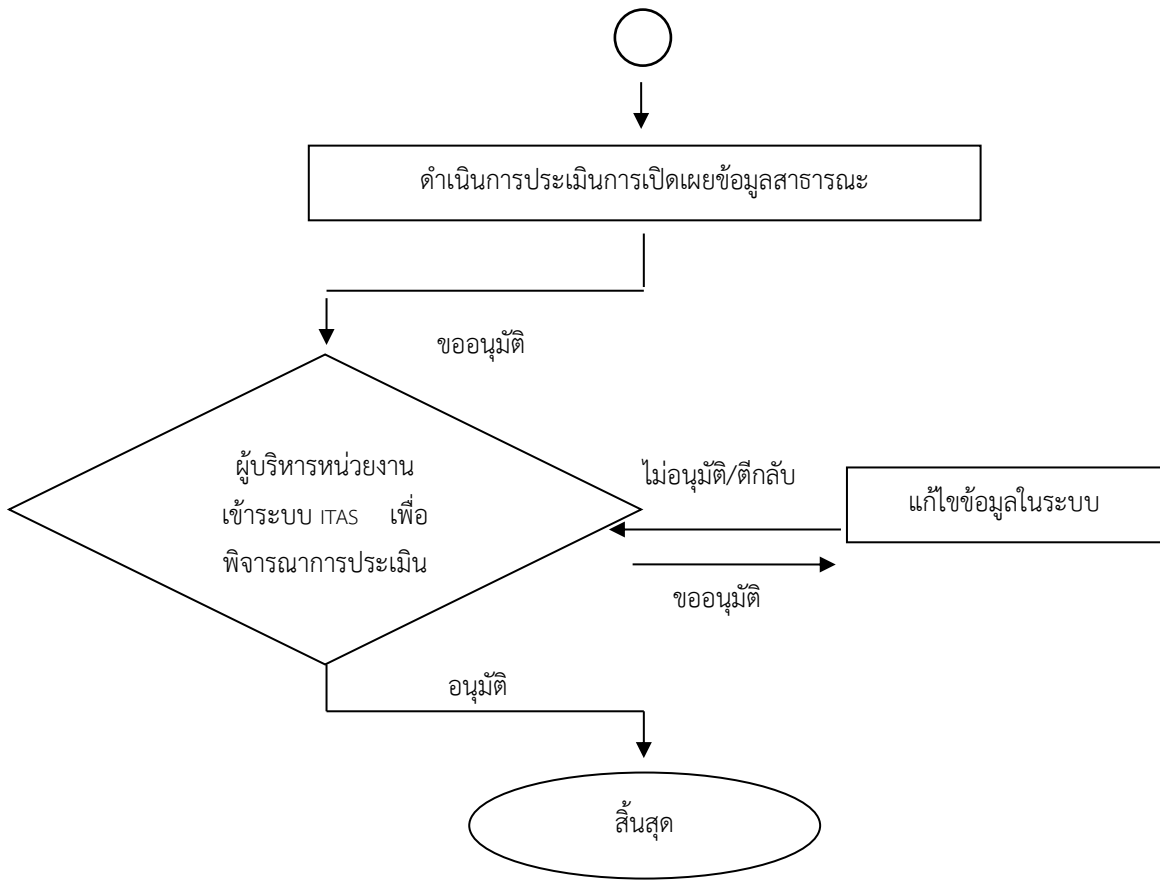 ดำเนินการประเมินการเปิดเผยข้อมูลสาธารณะ
ขออนุมัติ
ผู้บริหารหน่วยงาน
เข้าระบบ ITAS เพื่อ
พิจารณาการประเมิน
ไม่อนุมัติ/ตีกลับ
แก้ไขข้อมูลในระบบ
ขออนุมัติ
อนุมัติ
สิ้นสุด